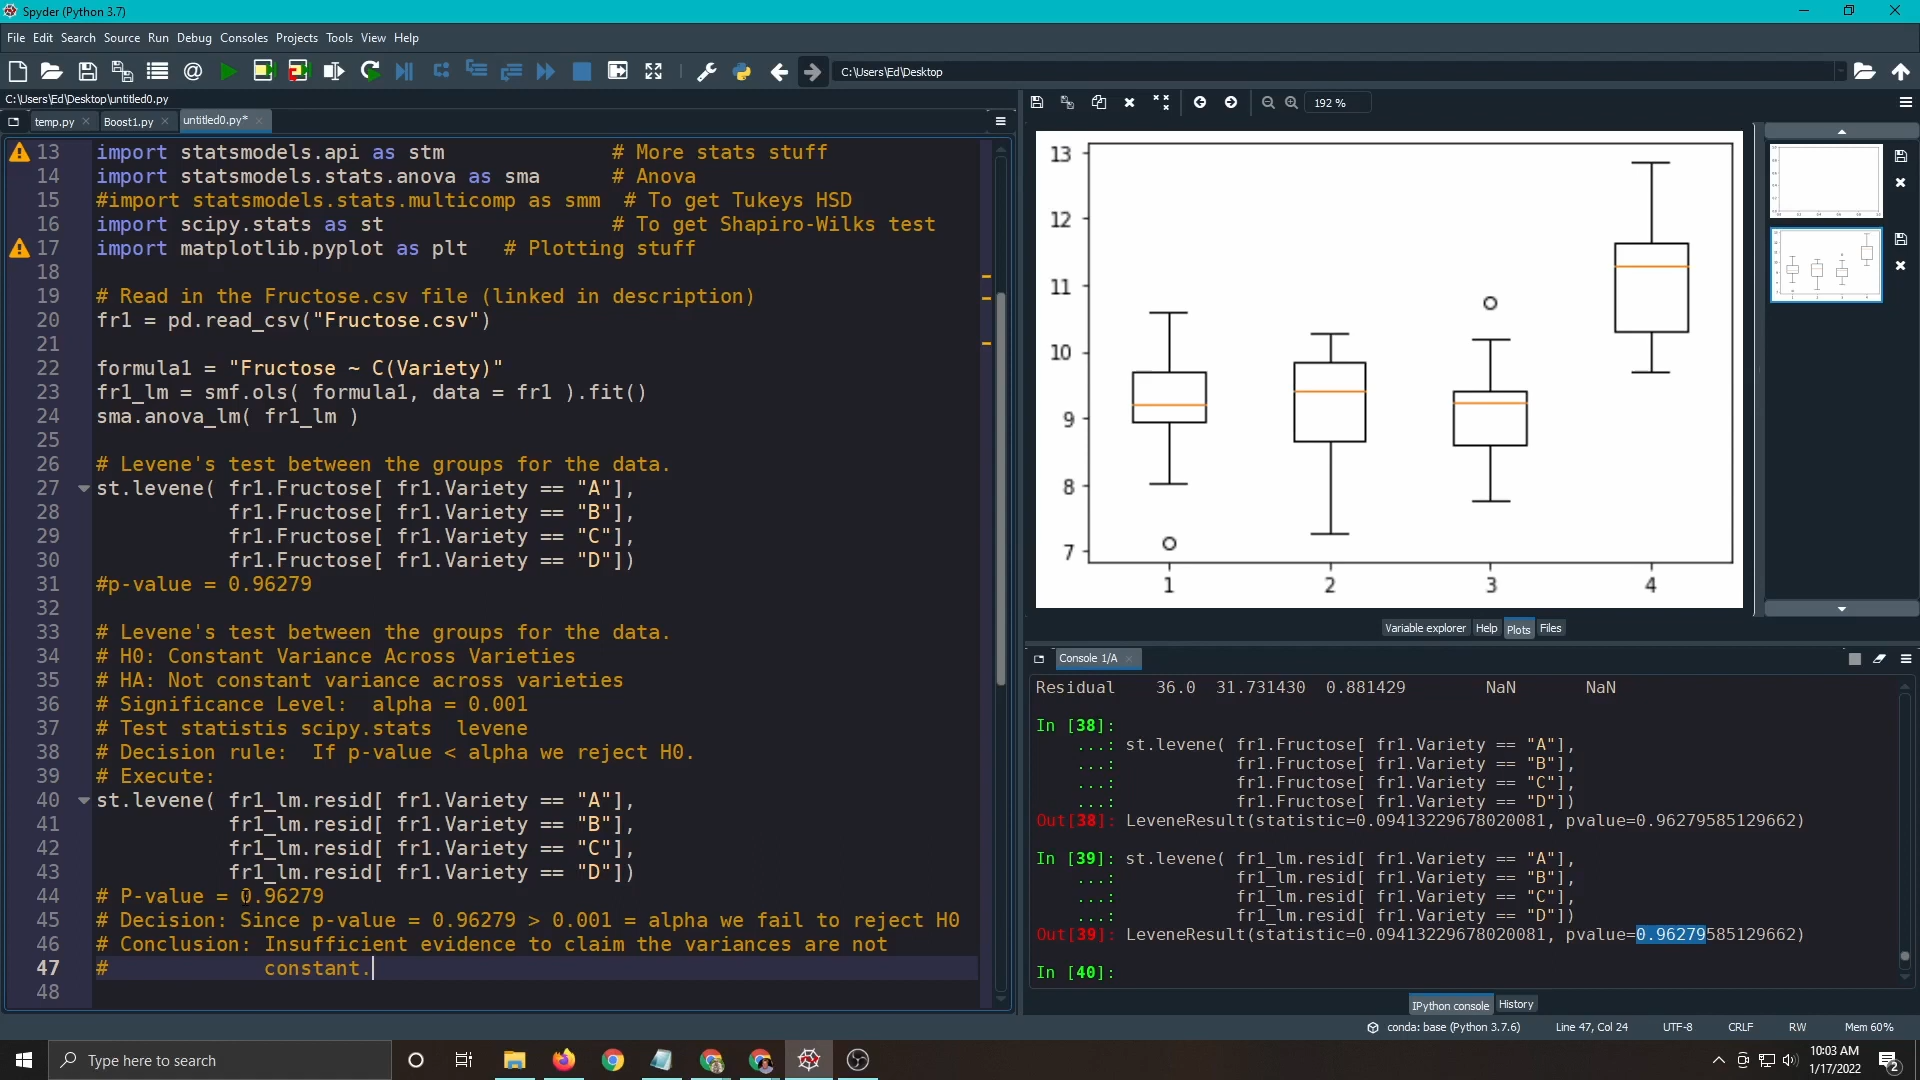 Spyder (Python 3.7)
File Edit Search Source Run Debug Consoles Projects Tools View Help
C:\Users\Ed\Desktop
C:\Users\Ed\Desktop\untitled0.py
temp.py Boost1.py untitled0.py*
13 import statsmodels.api as stm # More stats stuff
14 import statsmodels.stats.anova as sma # Anova
15 #import statsmodels.stats.multicomp as smm # To get Tukeys HSD
16 import scipy.stats as st # To get Shapiro-Wilks test
17 import matplotlib.pyplot as plt # Plotting stuff
18
19 # Read in the Fructose.csv file (linked in description)
20 fr1 = pd.read_csv("Fructose.csv")
21
22 formula1 = "Fructose ~ C(Variety)"
23 fr1_lm = smf.ols( formula1, data = fr1 ).fit()
24 sma.anova_lm( fr1_lm )
25
26 # Levene's test between the groups for the data.
27 st.levene( fr1.Fructose[ fr1.Variety == "A"],
28 fr1.Fructose[ fr1.Variety == "B"],
29 fr1.Fructose[ fr1.Variety == "C"],
30 fr1.Fructose[ fr1.Variety == "D"])
31 #p-value = 0.96279
32
33 # Levene's test between the groups for the data.
34 # H0: Constant Variance Across Varieties
35 # HA: Not constant variance across varieties
36 # Significance Level: alpha = 0.001
37 # Test statistis scipy.stats levene
38 # Decision rule: If p-value < alpha we reject H0.
39 # Execute:
40 st.levene( fr1_lm.resid[ fr1.Variety == "A"],
41 fr1_lm.resid[ fr1.Variety == "B"],
42 fr1_lm.resid[ fr1.Variety == "C"],
43 fr1_lm.resid[ fr1.Variety == "D"])
44 # P-value = 0.96279
45 # Decision: Since p-value = 0.96279 > 0.001 = alpha we fail to reject H0
46 # Conclusion: Insufficient evidence to claim the variances are not
47 # constant.
48
192 %
13
12
11
10
9
8
7
1 2 3 4
Variable explorer Help Plots Files
Console 1/A
Residual 36.0 31.731430 0.881429 NaN NaN
In [38]:
...: st.levene( fr1.Fructose[ fr1.Variety == "A"],
...: fr1.Fructose[ fr1.Variety == "B"],
...: fr1.Fructose[ fr1.Variety == "C"],
...: fr1.Fructose[ fr1.Variety == "D"])
Out[38]: LeveneResult(statistic=0.09413229678020081, pvalue=0.96279585129662)
In [39]: st.levene( fr1_lm.resid[ fr1.Variety == "A"],
...: fr1_lm.resid[ fr1.Variety == "B"],
...: fr1_lm.resid[ fr1.Variety == "C"],
...: fr1_lm.resid[ fr1.Variety == "D"])
Out[39]: LeveneResult(statistic=0.09413229678020081, pvalue=0.96279585129662)
In [40]:
IPython console History
conda: base (Python 3.7.6) Line 47, Col 24 UTF-8 CRLF RW Mem 60%
Type here to search
10:03 AM
1/17/2022
2